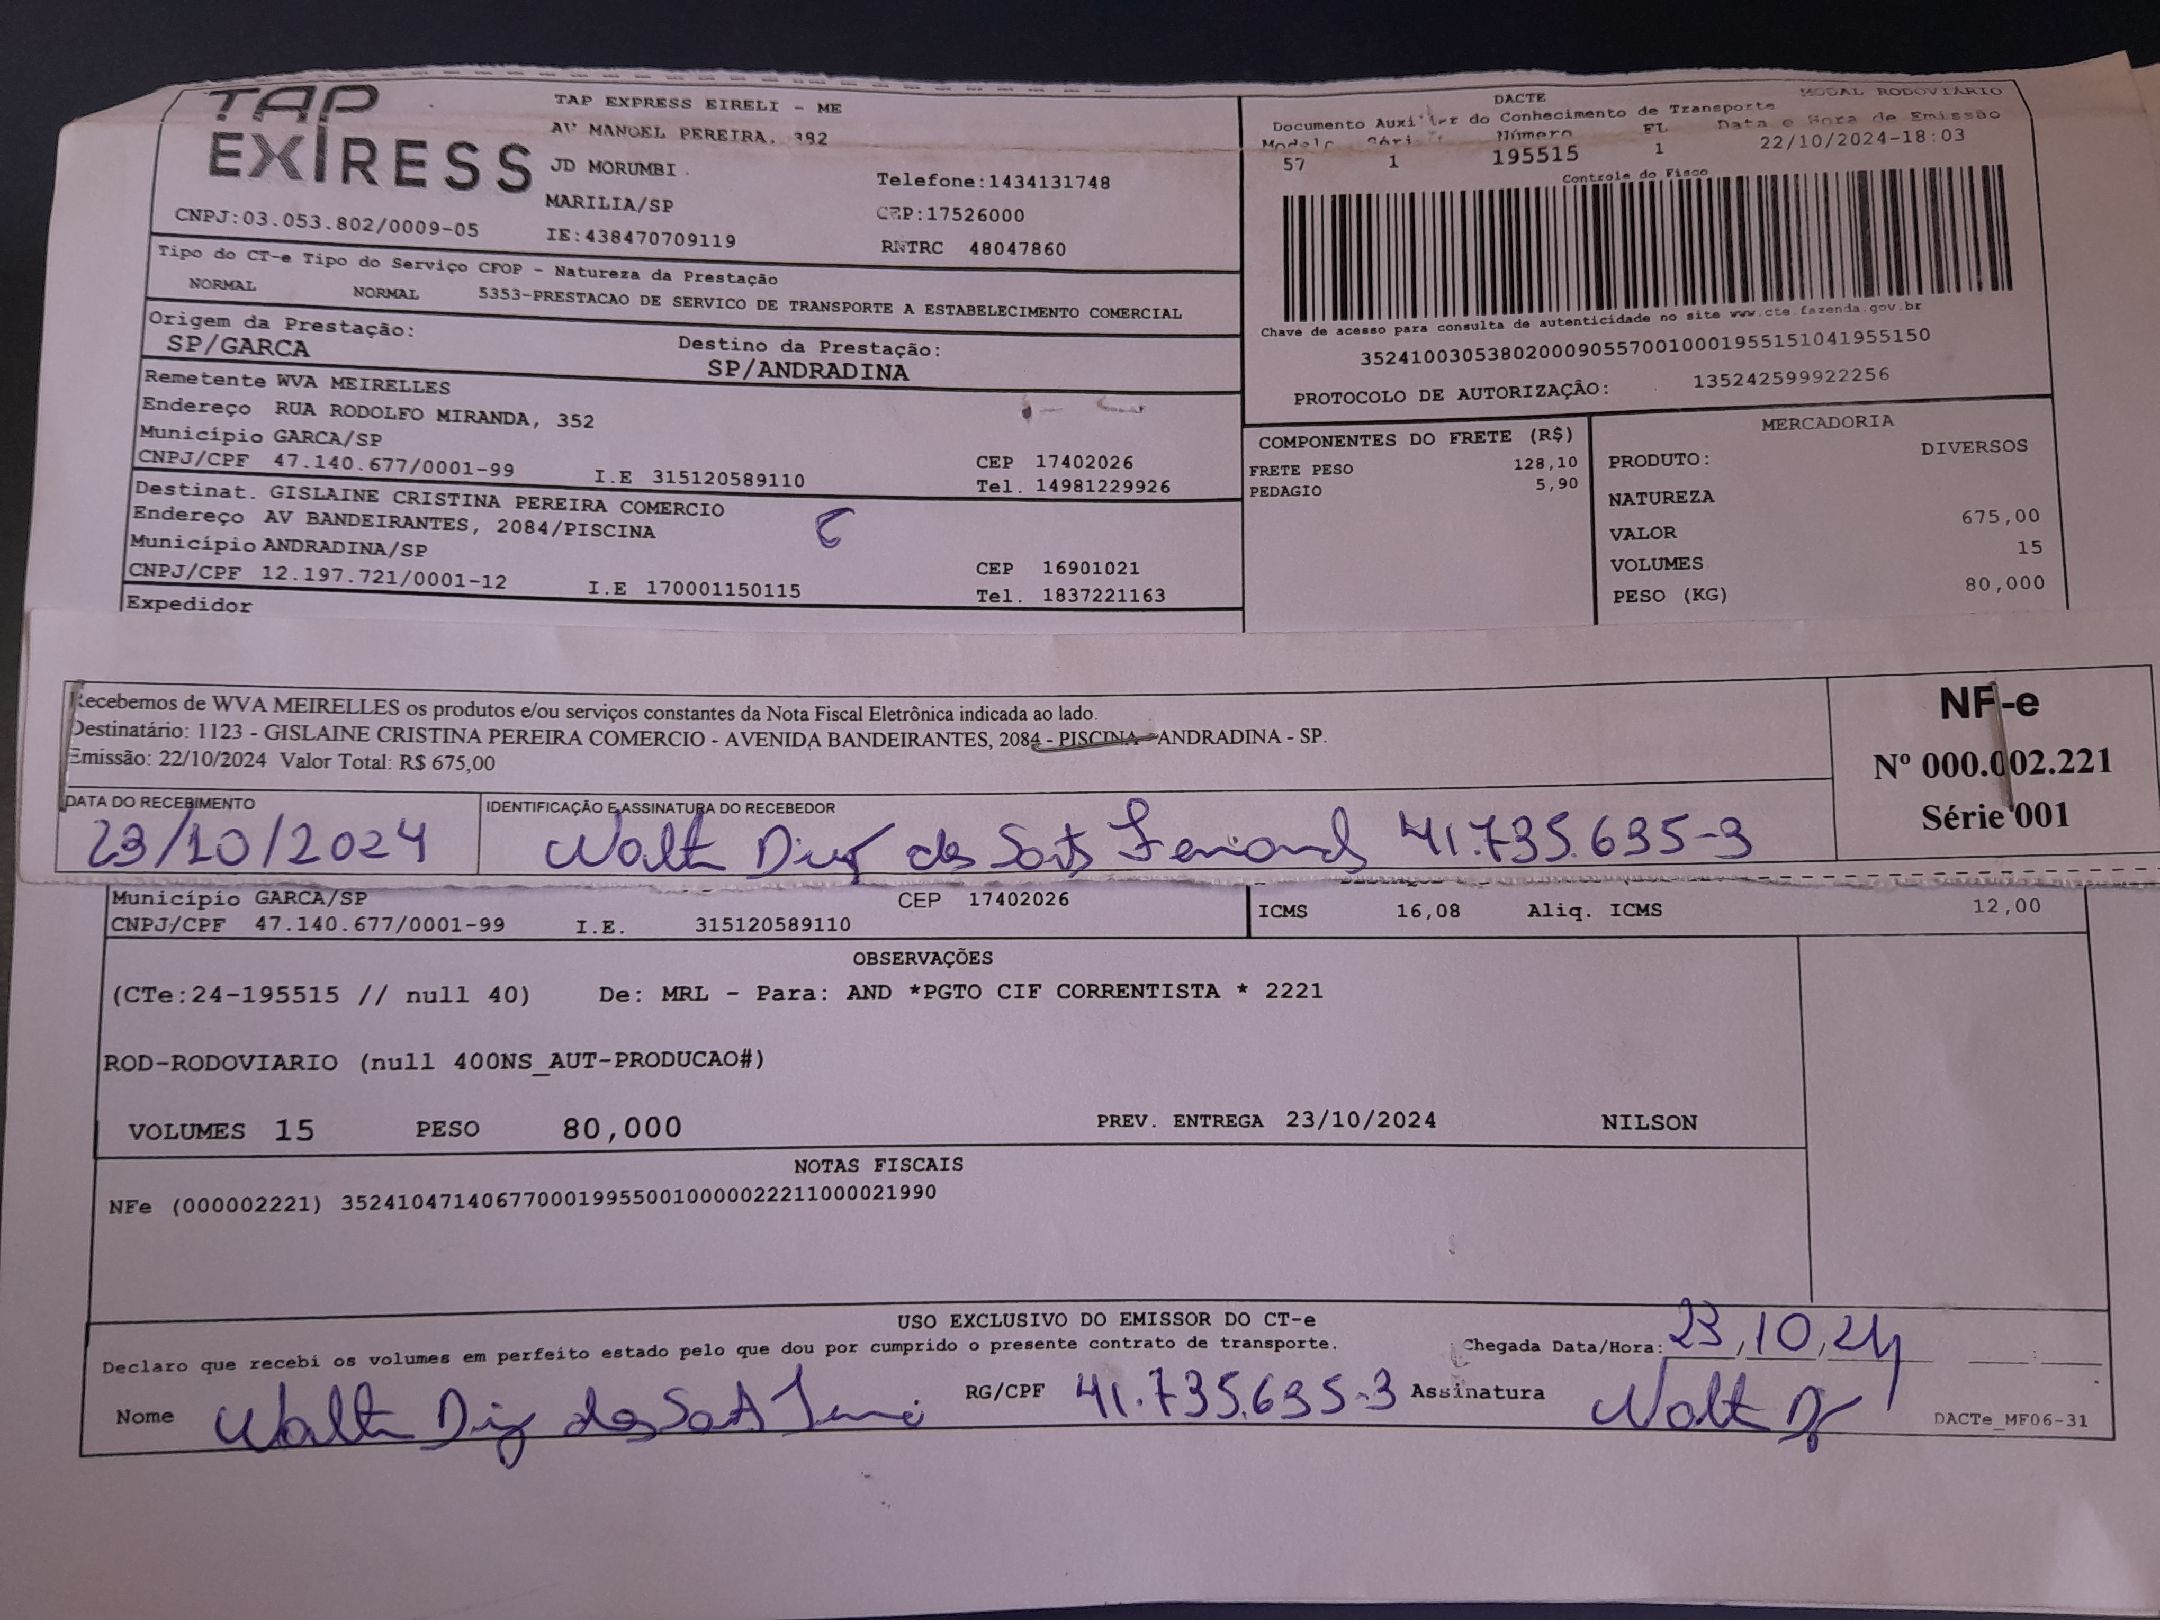 TAP
EXPRESS
CNPJ:03.053.802/0009-05
TAP EXPRESS EIRELI - ME
AV MANOEL PEREIRA, 392
JD MORUMBI
MARILIA/SP
IE:438470709119
Telefone:1434131748
CEP:17526000
RNTRC 48047860
DACTE
MODAL RODOVIÁRIO
Documento Auxiliar do Conhecimento de Transporte
Modelo Série Número FL Data e Hora de Emissão
57 1 195515 1 22/10/2024-18:03
Controle do Fisco
Chave de acesso para consulta de autenticidade no site www.cte.fazenda.gov.br
35241003053802000905570010001955151041955150
PROTOCOLO DE AUTORIZAÇÃO: 135242599922256
Tipo do CT-e Tipo do Serviço CFOP - Natureza da Prestação
NORMAL NORMAL 5353-PRESTACAO DE SERVICO DE TRANSPORTE A ESTABELECIMENTO COMERCIAL
Origem da Prestação: Destino da Prestação:
SP/GARCA SP/ANDRADINA
Remetente WVA MEIRELLES
Endereço RUA RODOLFO MIRANDA, 352
Município GARCA/SP CEP 17402026
CNPJ/CPF 47.140.677/0001-99 I.E 315120589110 Tel. 14981229926
Destinat. GISLAINE CRISTINA PEREIRA COMERCIO
Endereço AV BANDEIRANTES, 2084/PISCINA
Município ANDRADINA/SP CEP 16901021
CNPJ/CPF 12.197.721/0001-12 I.E 170001150115 Tel. 1837221163
Expedidor
COMPONENTES DO FRETE (R$)
FRETE PESO 128,10
PEDAGIO 5,90
MERCADORIA
PRODUTO: DIVERSOS
NATUREZA
VALOR 675,00
VOLUMES 15
PESO (KG) 80,000
Recebemos de WVA MEIRELLES os produtos e/ou serviços constantes da Nota Fiscal Eletrônica indicada ao lado.
Destinatário: 1123 - GISLAINE CRISTINA PEREIRA COMERCIO - AVENIDA BANDEIRANTES, 2084 - PISCINA - ANDRADINA - SP.
Emissão: 22/10/2024 Valor Total: R$ 675,00
DATA DO RECEBIMENTO
23/10/2024
IDENTIFICAÇÃO E ASSINATURA DO RECEBEDOR
41.735.635-3
NF-e
Nº 000.002.221
Série 001
Município GARCA/SP CEP 17402026
CNPJ/CPF 47.140.677/0001-99 I.E. 315120589110
ICMS 16,08 Aliq. ICMS 12,00
OBSERVAÇÕES
(CTe:24-195515 // null 40) De: MRL - Para: AND *PGTO CIF CORRENTISTA * 2221
ROD-RODOVIARIO (null 400NS_AUT-PRODUCAO#)
VOLUMES 15 PESO 80,000 PREV. ENTREGA 23/10/2024 NILSON
NOTAS FISCAIS
NFe (000002221) 35241047140677000199550010000022211000021990
USO EXCLUSIVO DO EMISSOR DO CT-e
Declaro que recebi os volumes em perfeito estado pelo que dou por cumprido o presente contrato de transporte. Chegada Data/Hora: 23,10,24
Nome RG/CPF 41.735.635-3 Assinatura
DACTe_MF06-31